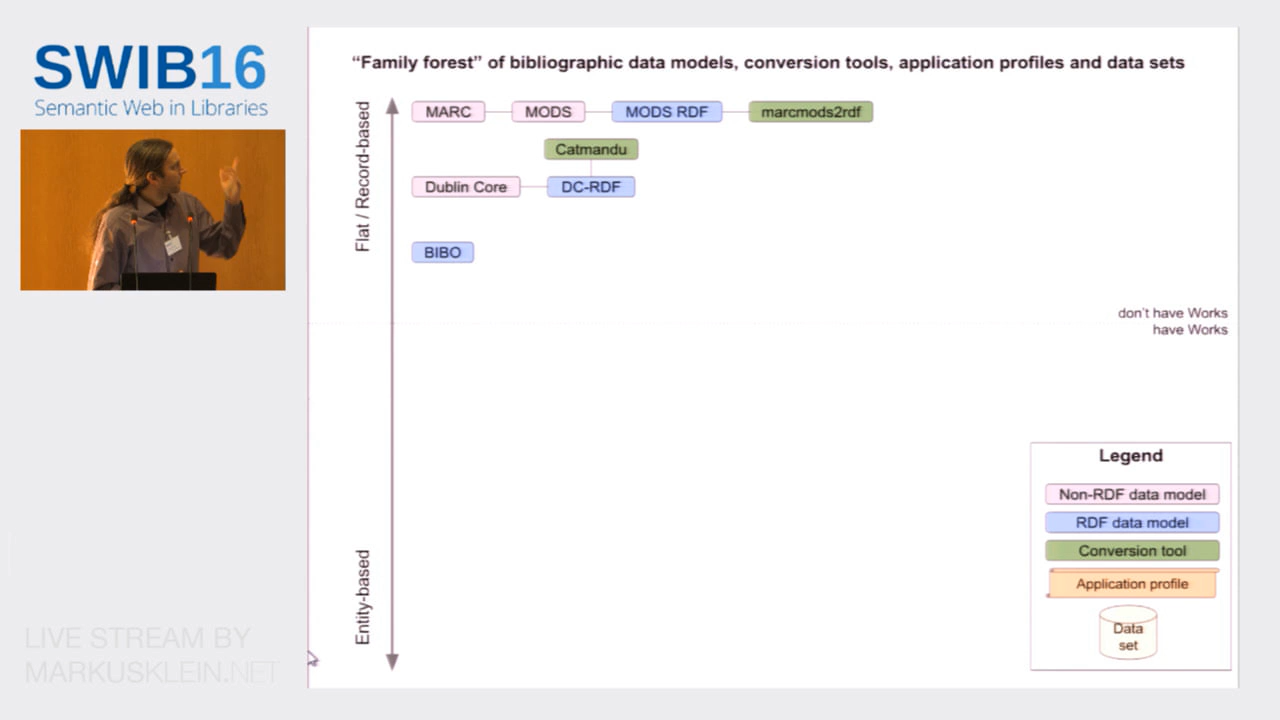 SWIB16
Semantic Web in Libraries
"Family forest" of bibliographic data models, conversion tools, application profiles and data sets
Flat / Record-based
MARC
MODS
MODS RDF
marcmods2rdf
Catmandu
Dublin Core
DC-RDF
BIBO
don't have Works
have Works
Entity-based
Legend
Non-RDF data model
RDF data model
Conversion tool
Application profile
Data
set
LIVE STREAM BY
MARKUSKLEIN.NET